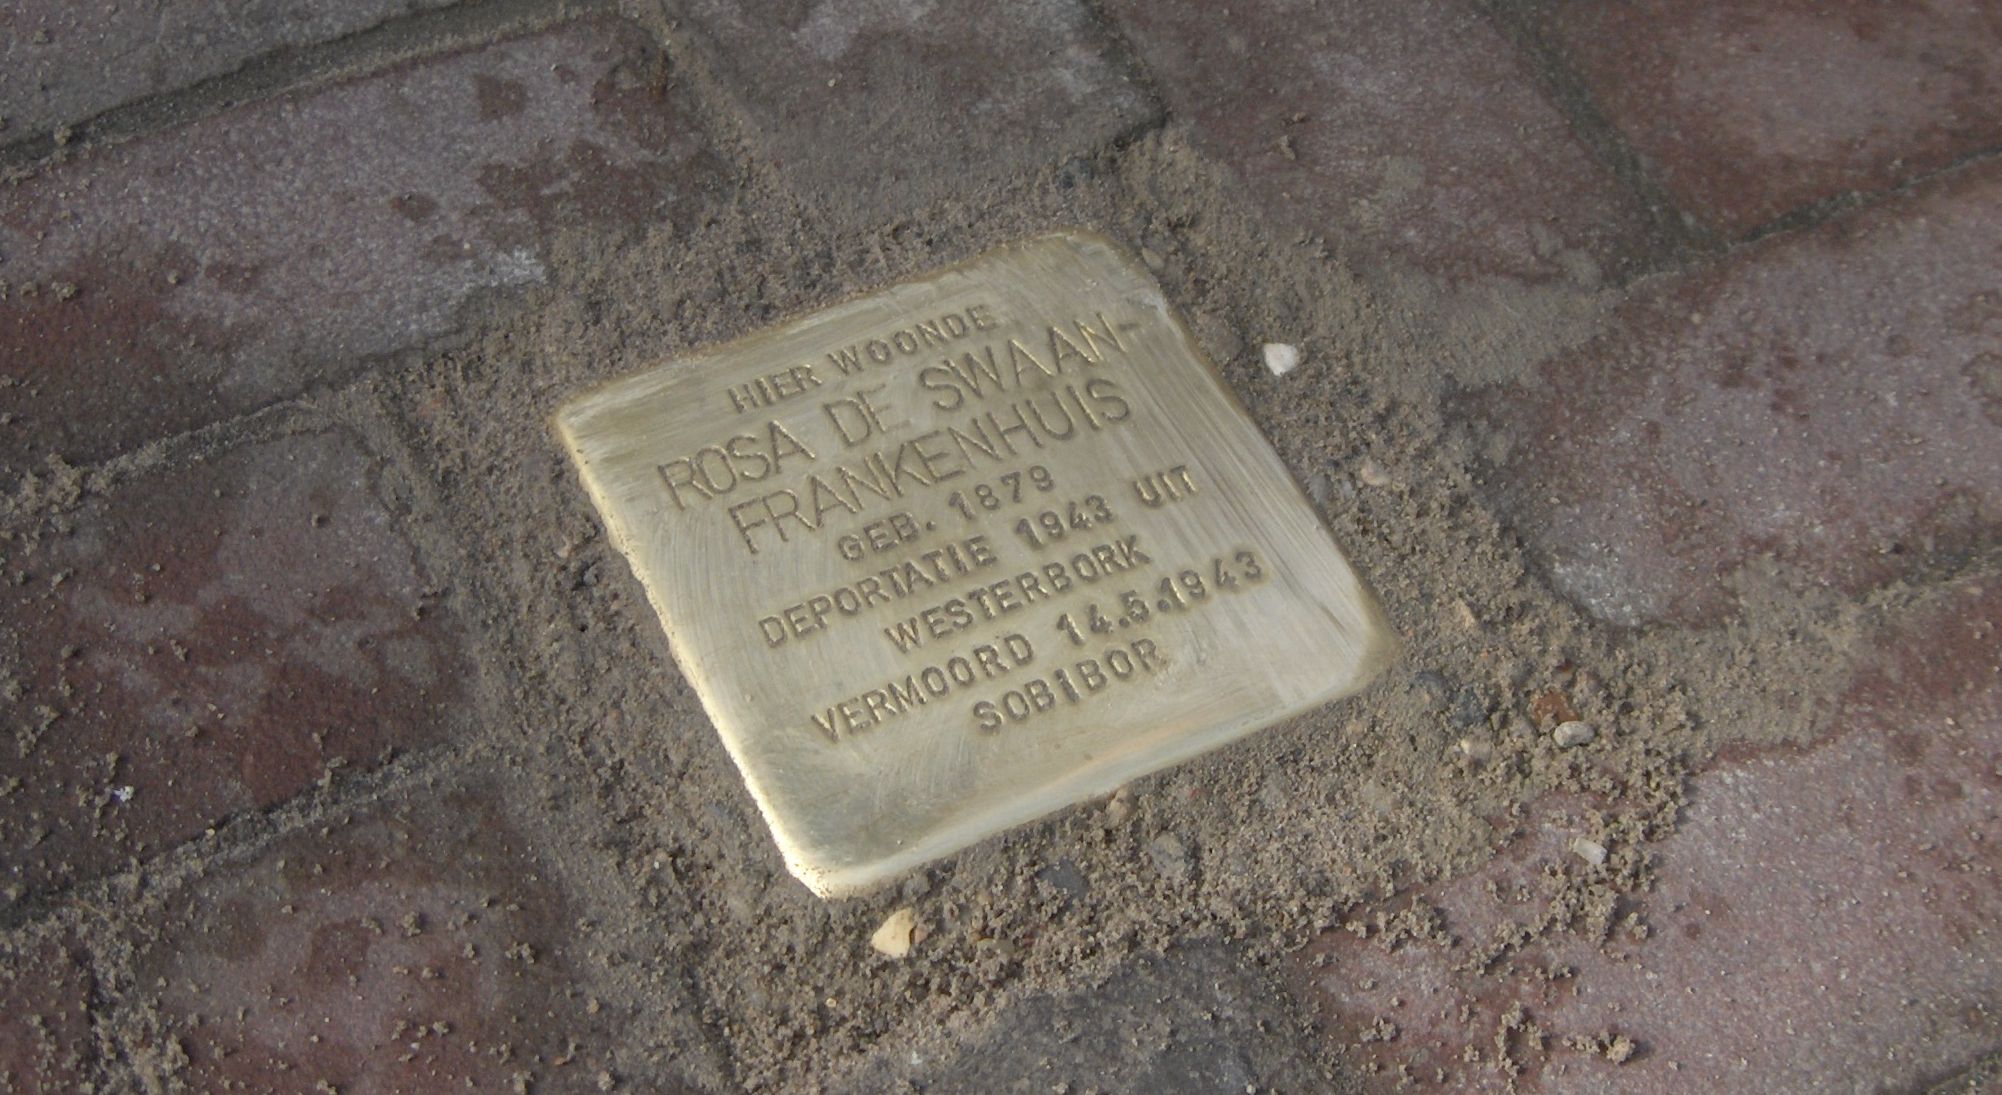 HIER WOONDE
ROSA DE SWAAN-
FRANKENHUIS
GEB. 1879
DEPORTATIE 1943 UIT
WESTERBORK
VERMOORD 14.5.1943
SOBIBOR